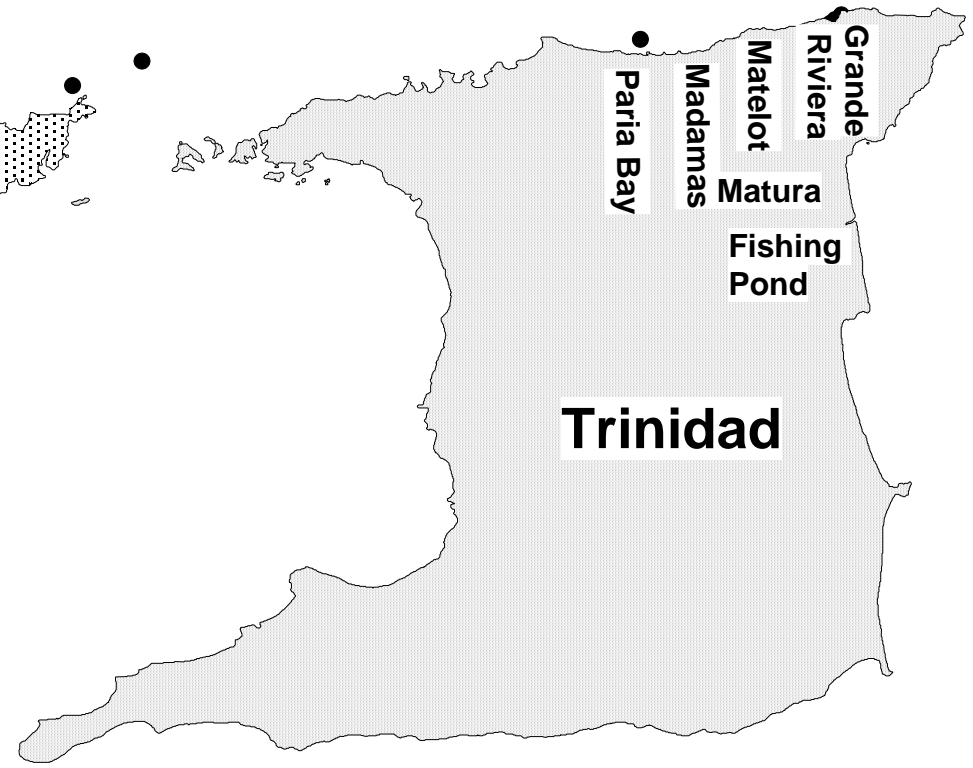 Paria Bay
Madamas
Matelot
Grande
Riviera
Matura
Fishing
Pond
Trinidad